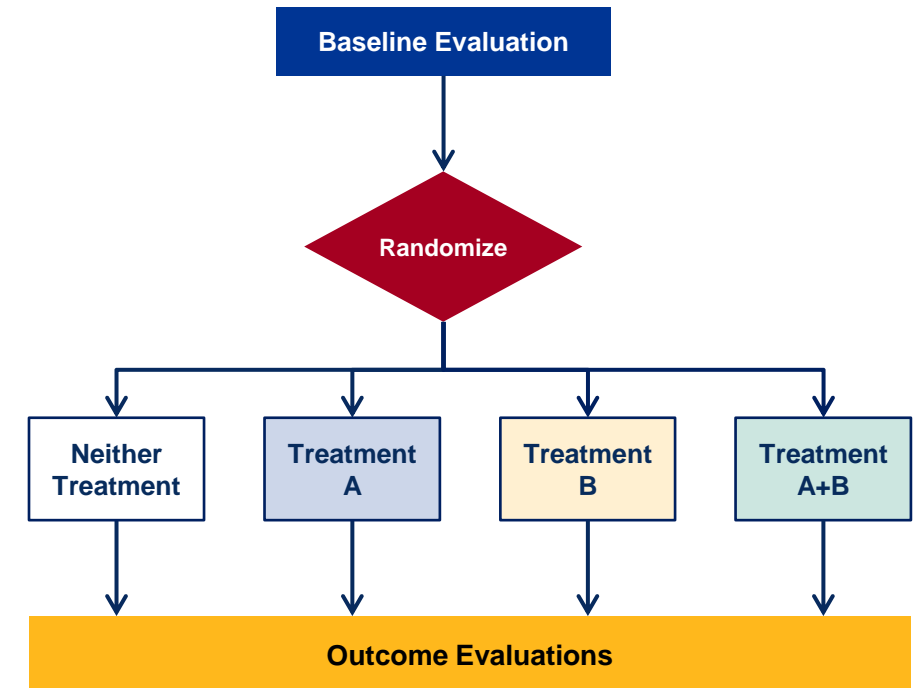 Baseline Evaluation
Randomize
Neither
Treatment
Treatment
A
Treatment
B
Treatment
A+B
Outcome Evaluations